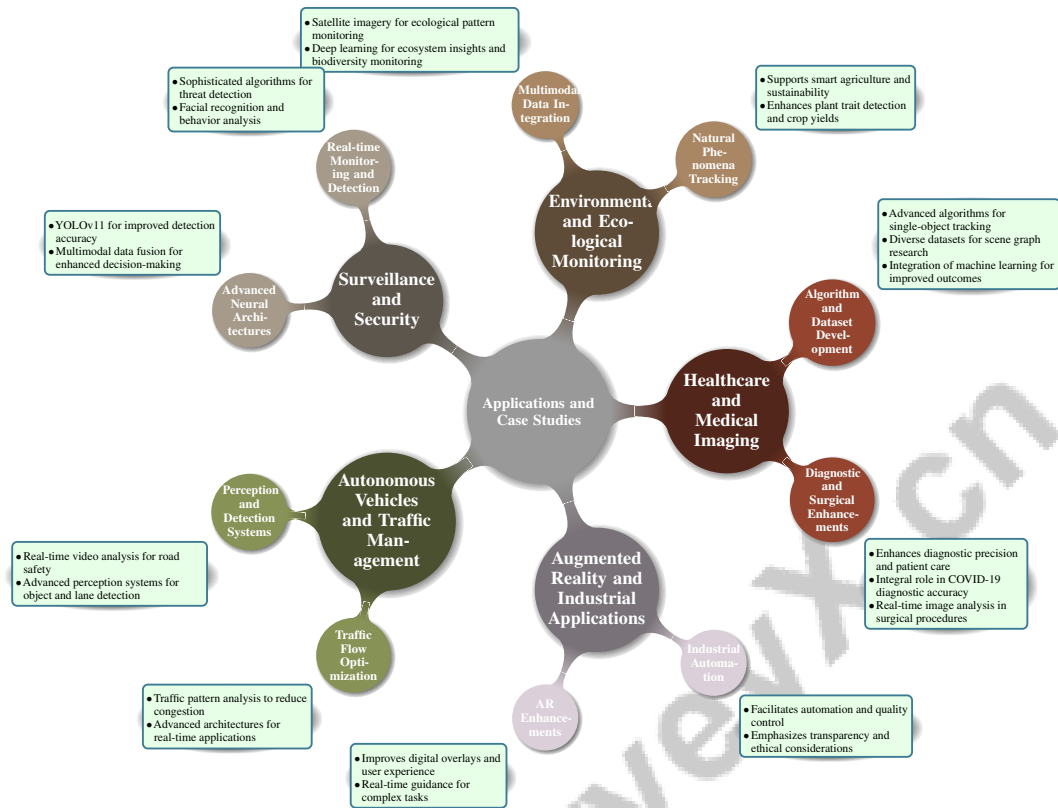 ● Satellite imagery for ecological pattern
monitoring
● Deep learning for ecosystem insights and
biodiversity monitoring
● Sophisticated algorithms for
threat detection
● Facial recognition and
behavior analysis
● Supports smart agriculture and
sustainability
● Enhances plant trait detection
and crop yields
Multimodal
Data In-
tegration
Natural
Phe-
nomena
Tracking
Real-time
Monitor-
ing and
Detection
Environmental
and Eco-
logical
Monitoring
● YOLOv11 for improved detection
accuracy
● Multimodal data fusion for
enhanced decision-making
● Advanced algorithms for
single-object tracking
● Diverse datasets for scene graph
research
● Integration of machine learning for
improved outcomes
Advanced
Neural
Archi-
tectures
Surveillance
and
Security
Algorithm
and
Dataset
Devel-
opment
Applications and
Case Studies
Healthcare
and
Medical
Imaging
Diagnostic
and
Surgical
Enhance-
ments
Perception
and
Detection
Systems
Autonomous
Vehicles
and Traffic
Man-
agement
Augmented
Reality and
Industrial
Applications
● Real-time video analysis for road
safety
● Advanced perception systems for
object and lane detection
● Enhances diagnostic precision
and patient care
● Integral role in COVID-19
diagnostic accuracy
● Real-time image analysis in
surgical procedures
Traffic
Flow
Opti-
mization
Industrial
Automa-
tion
AR
Enhance-
ments
● Traffic pattern analysis to reduce
congestion
● Advanced architectures for
real-time applications
● Facilitates automation and quality
control
● Emphasizes transparency and
ethical considerations
● Improves digital overlays and
user experience
● Real-time guidance for
complex tasks